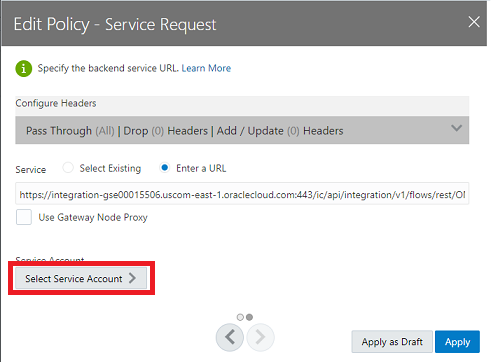 Edit Policy - Service Request
Specify the backend service URL. Learn More
Configure Headers
Pass Through (All) | Drop (0) Headers | Add / Update (0) Headers
Service Select Existing Enter a URL
https://integration-gse00015506.uscom-east-1.oraclecloud.com:443/ic/api/integration/v1/flows/rest/O
Use Gateway Node Proxy
Service Account
Select Service Account
Apply as Draft Apply